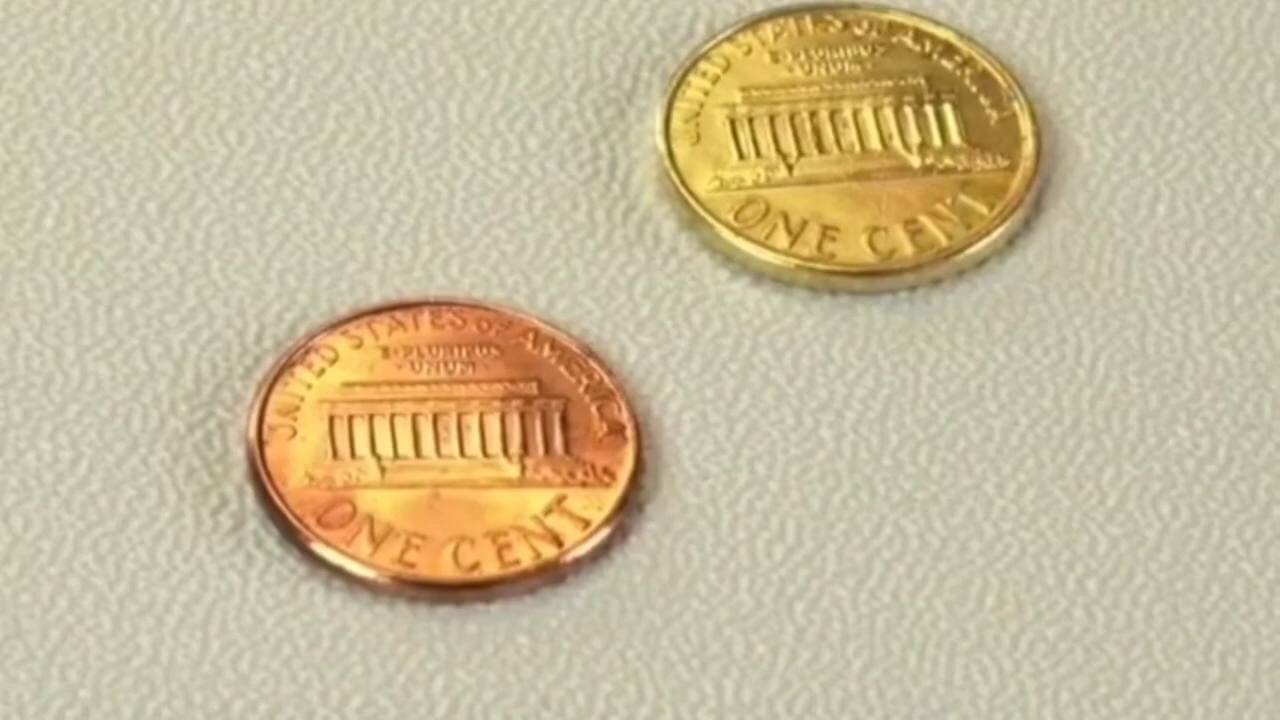 UNITED STATES OF AMERICA
E·PLURIBUS
·UNUM·
ONE CENT
UNITED STATES OF AMERICA
E·PLURIBUS
·UNUM·
ONE CENT